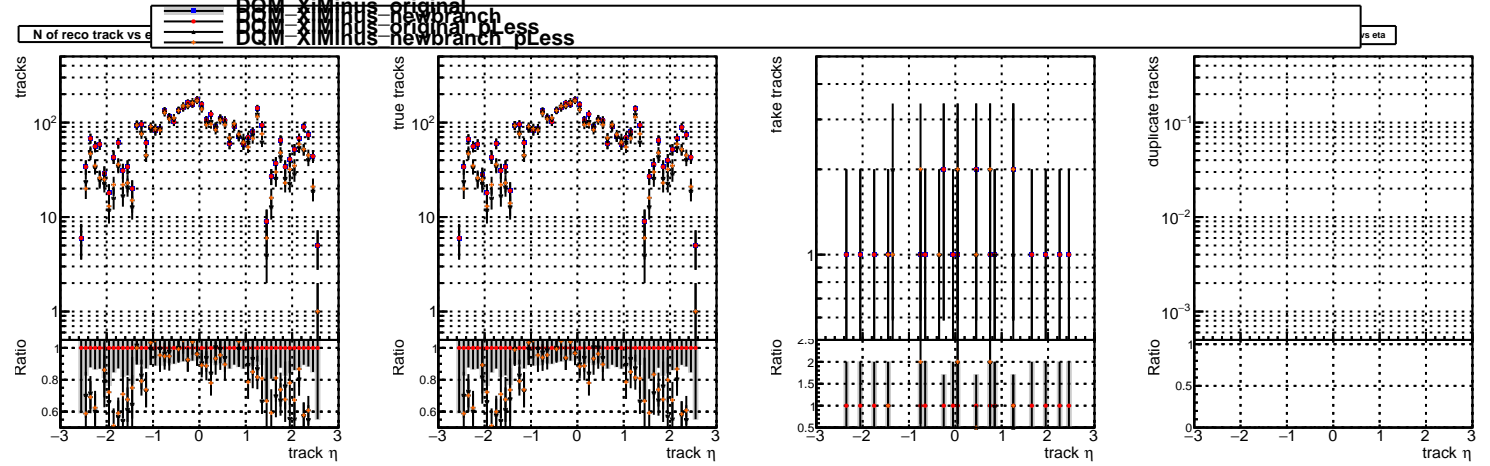 DQM_XiMinus_original
DQM_XiMinus_newbranch
DQM_XiMinus_original_pLess
DQM_XiMinus_newbranch_pLess
N of reco track vs e
vs eta
tracks
10²
10
1
Ratio
1
0.8
0.6
−3 −2 −1 0 1 2 3
track η
true tracks
10²
10
1
Ratio
1
0.8
0.6
−3 −2 −1 0 1 2 3
track η
fake tracks
1
Ratio
2.5
2
1.5
1
0.5
−3 −2 −1 0 1 2 3
track η
duplicate tracks
10⁻¹
10⁻²
10⁻³
Ratio
1
0.5
0
−3 −2 −1 0 1 2 3
track η